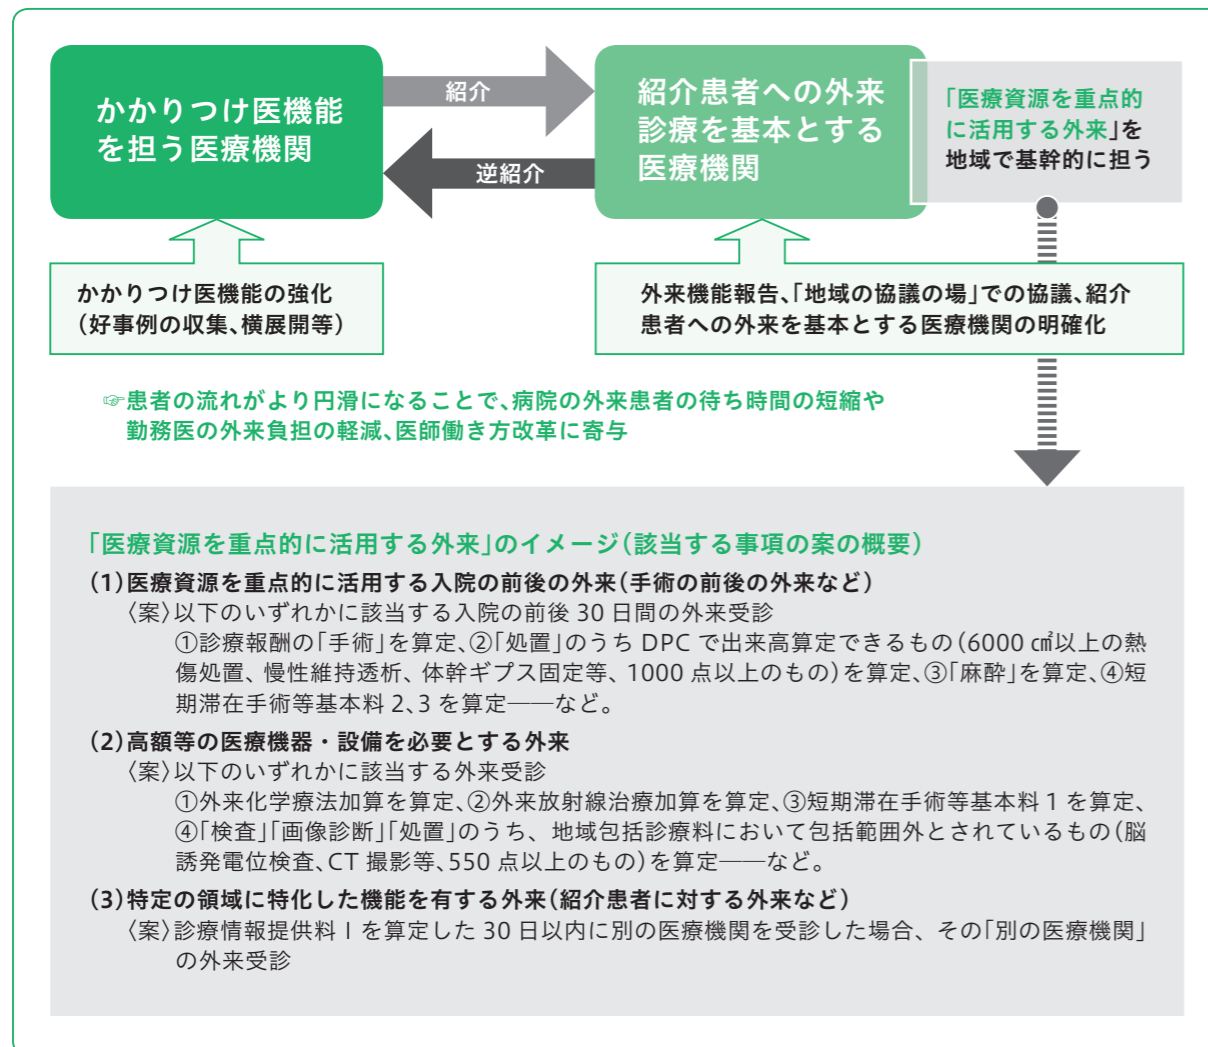 かかりつけ医機能
を担う医療機関
紹介
逆紹介
紹介患者への外来
診療を基本とする
医療機関
「医療資源を重点的
に活用する外来」を
地域で基幹的に担う
かかりつけ医機能の強化
（好事例の収集、横展開等）
外来機能報告、「地域の協議の場」での協議、紹介
患者への外来を基本とする医療機関の明確化
☞患者の流れがより円滑になることで、病院の外来患者の待ち時間の短縮や
勤務医の外来負担の軽減、医師働き方改革に寄与
「医療資源を重点的に活用する外来」のイメージ（該当する事項の案の概要）
（1）医療資源を重点的に活用する入院の前後の外来（手術の前後の外来など）
〈案〉以下のいずれかに該当する入院の前後 30 日間の外来受診
①診療報酬の「手術」を算定、②「処置」のうち DPC で出来高算定できるもの（6000 ㎠以上の熱
傷処置、慢性維持透析、体幹ギプス固定等、1000 点以上のもの）を算定、③「麻酔」を算定、④短
期滞在手術等基本料 2、3 を算定――など。
（2）高額等の医療機器・設備を必要とする外来
〈案〉以下のいずれかに該当する外来受診
①外来化学療法加算を算定、②外来放射線治療加算を算定、③短期滞在手術等基本料 1 を算定、
④「検査」「画像診断」「処置」のうち、地域包括診療料において包括範囲外とされているもの（脳
誘発電位検査、CT 撮影等、550 点以上のもの）を算定――など。
（3）特定の領域に特化した機能を有する外来（紹介患者に対する外来など）
〈案〉診療情報提供料Ⅰを算定した 30 日以内に別の医療機関を受診した場合、その「別の医療機関」
の外来受診